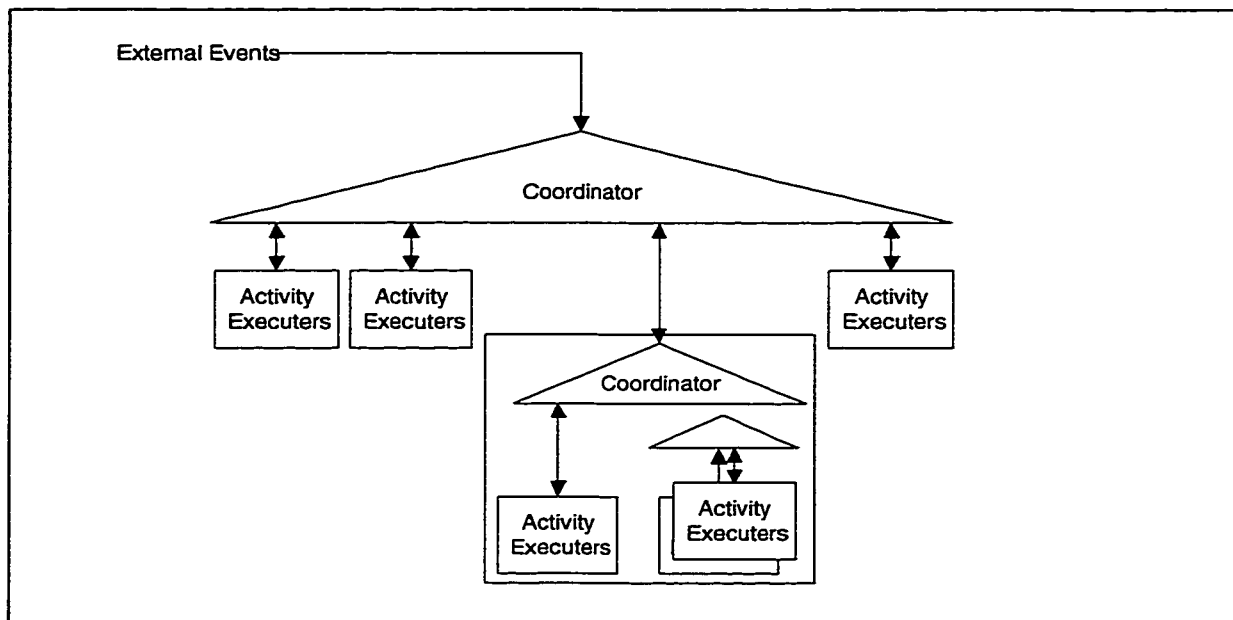 External Events
Coordinator
Activity
Executers
Activity
Executers
Activity
Executers
Coordinator
Activity
Executers
Activity
Executers